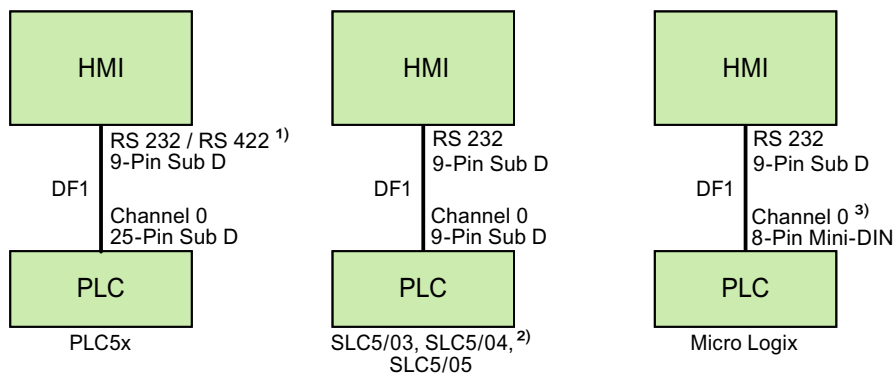 HMI
RS 232 / RS 422 ¹⁾
9-Pin Sub D
DF1
Channel 0
25-Pin Sub D
PLC
PLC5x
HMI
RS 232
9-Pin Sub D
DF1
Channel 0
9-Pin Sub D
PLC
SLC5/03, SLC5/04, ²⁾
SLC5/05
HMI
RS 232
9-Pin Sub D
DF1
Channel 0 ³⁾
8-Pin Mini-DIN
PLC
Micro Logix